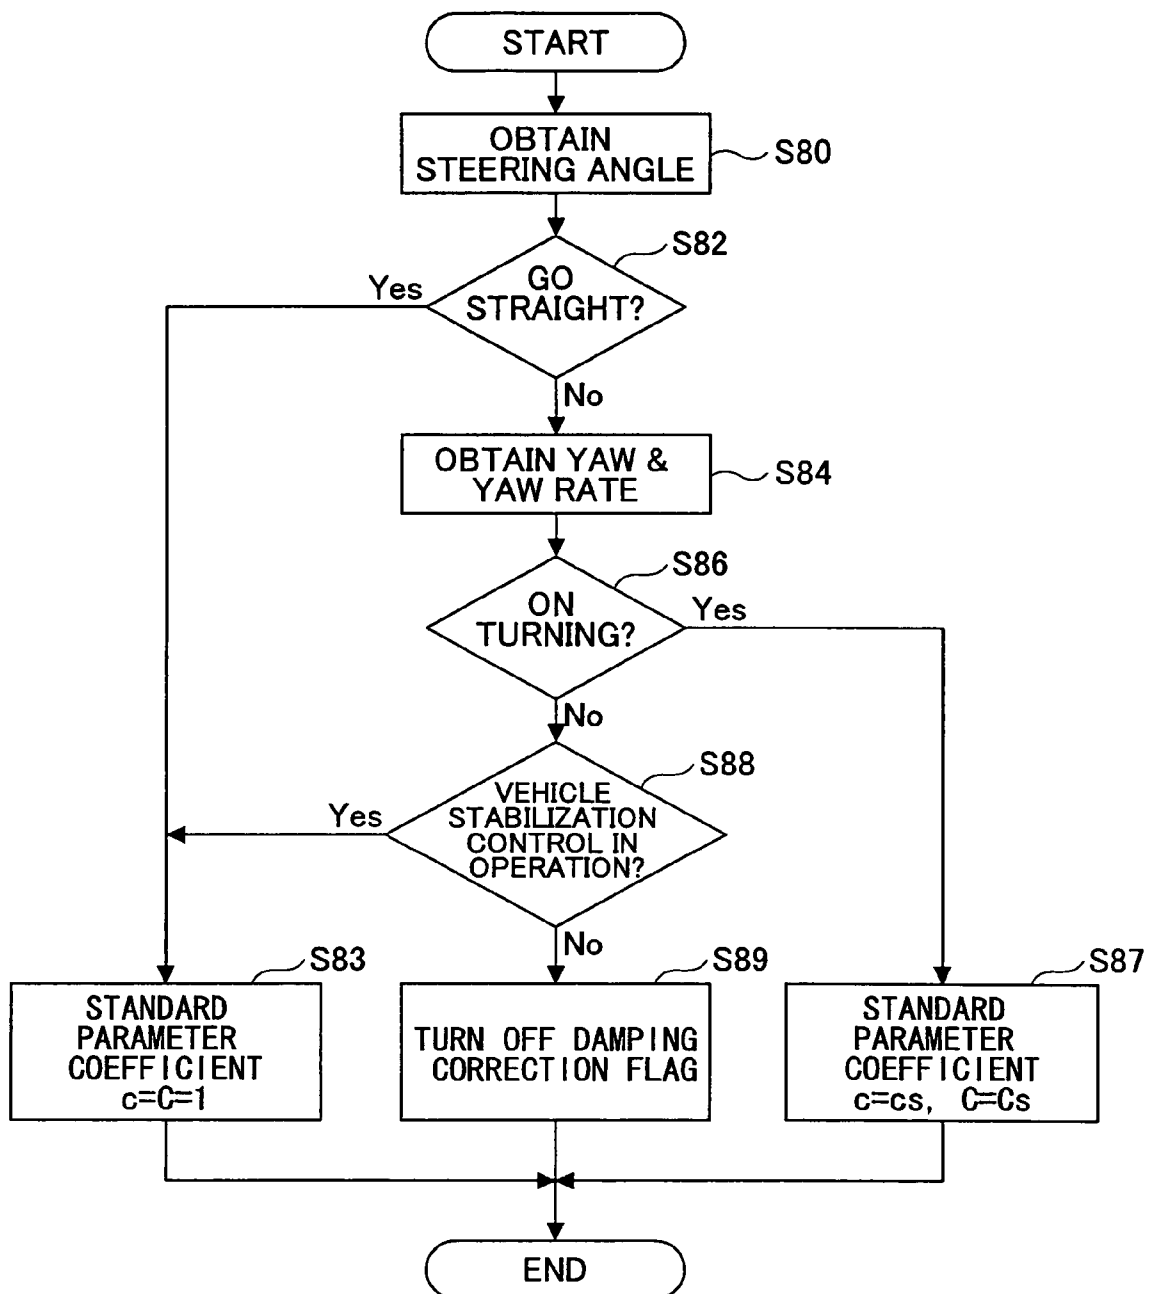 START
OBTAIN
STEERING ANGLE
S80
S82
GO
STRAIGHT?
Yes
No
OBTAIN YAW &
YAW RATE
S84
S86
ON
TURNING?
Yes
No
S88
VEHICLE
STABILIZATION
CONTROL IN
OPERATION?
Yes
No
S83
STANDARD
PARAMETER
COEFFICIENT
c=C=1
S89
TURN OFF DAMPING
CORRECTION FLAG
S87
STANDARD
PARAMETER
COEFFICIENT
c=cs, C=Cs
END